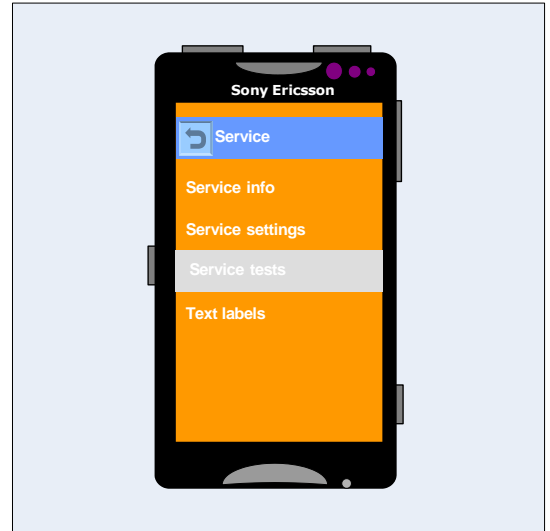 Sony Ericsson
Service
Service info
Service settings
Service tests
Text labels